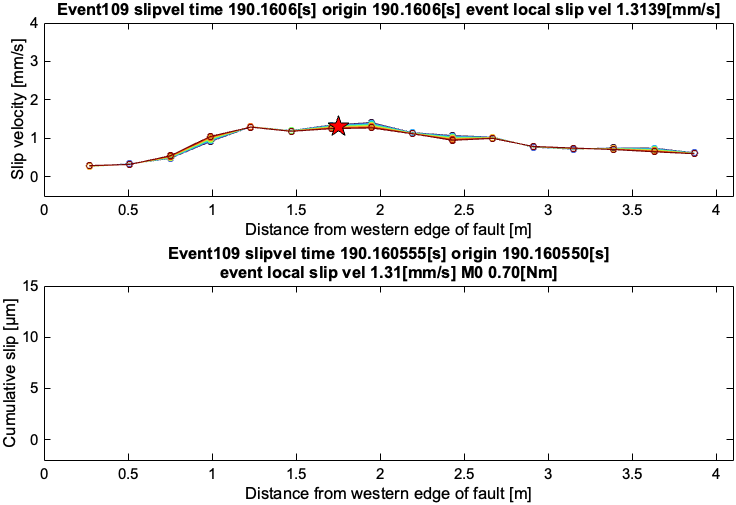 Event109 slipvel time 190.1606[s] origin 190.1606[s] event local slip vel 1.3139[mm/s]
4
3
2
1
0
Slip velocity [mm/s]
0 0.5 1 1.5 2 2.5 3 3.5 4
Distance from western edge of fault [m]
Event109 slipvel time 190.160555[s] origin 190.160550[s]
event local slip vel 1.31[mm/s] M0 0.70[Nm]
15
10
5
0
Cumulative slip [µm]
0 0.5 1 1.5 2 2.5 3 3.5 4
Distance from western edge of fault [m]